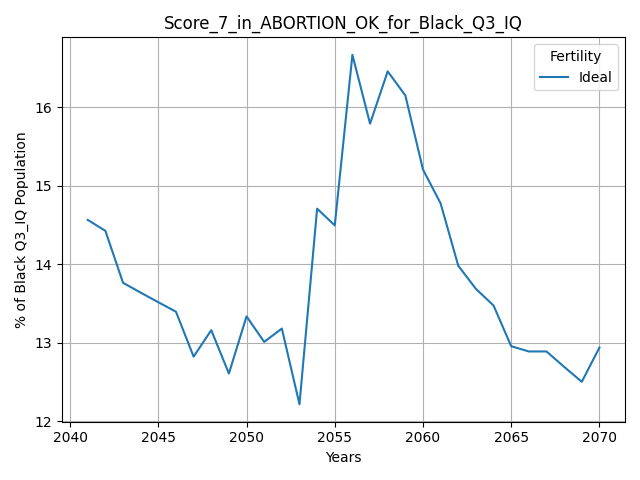 Score_7_in_ABORTION_OK_for_Black_Q3_IQ
Fertility
Ideal
% of Black Q3_IQ Population
16
15
14
13
12
2040
2045
2050
2055
2060
2065
2070
Years